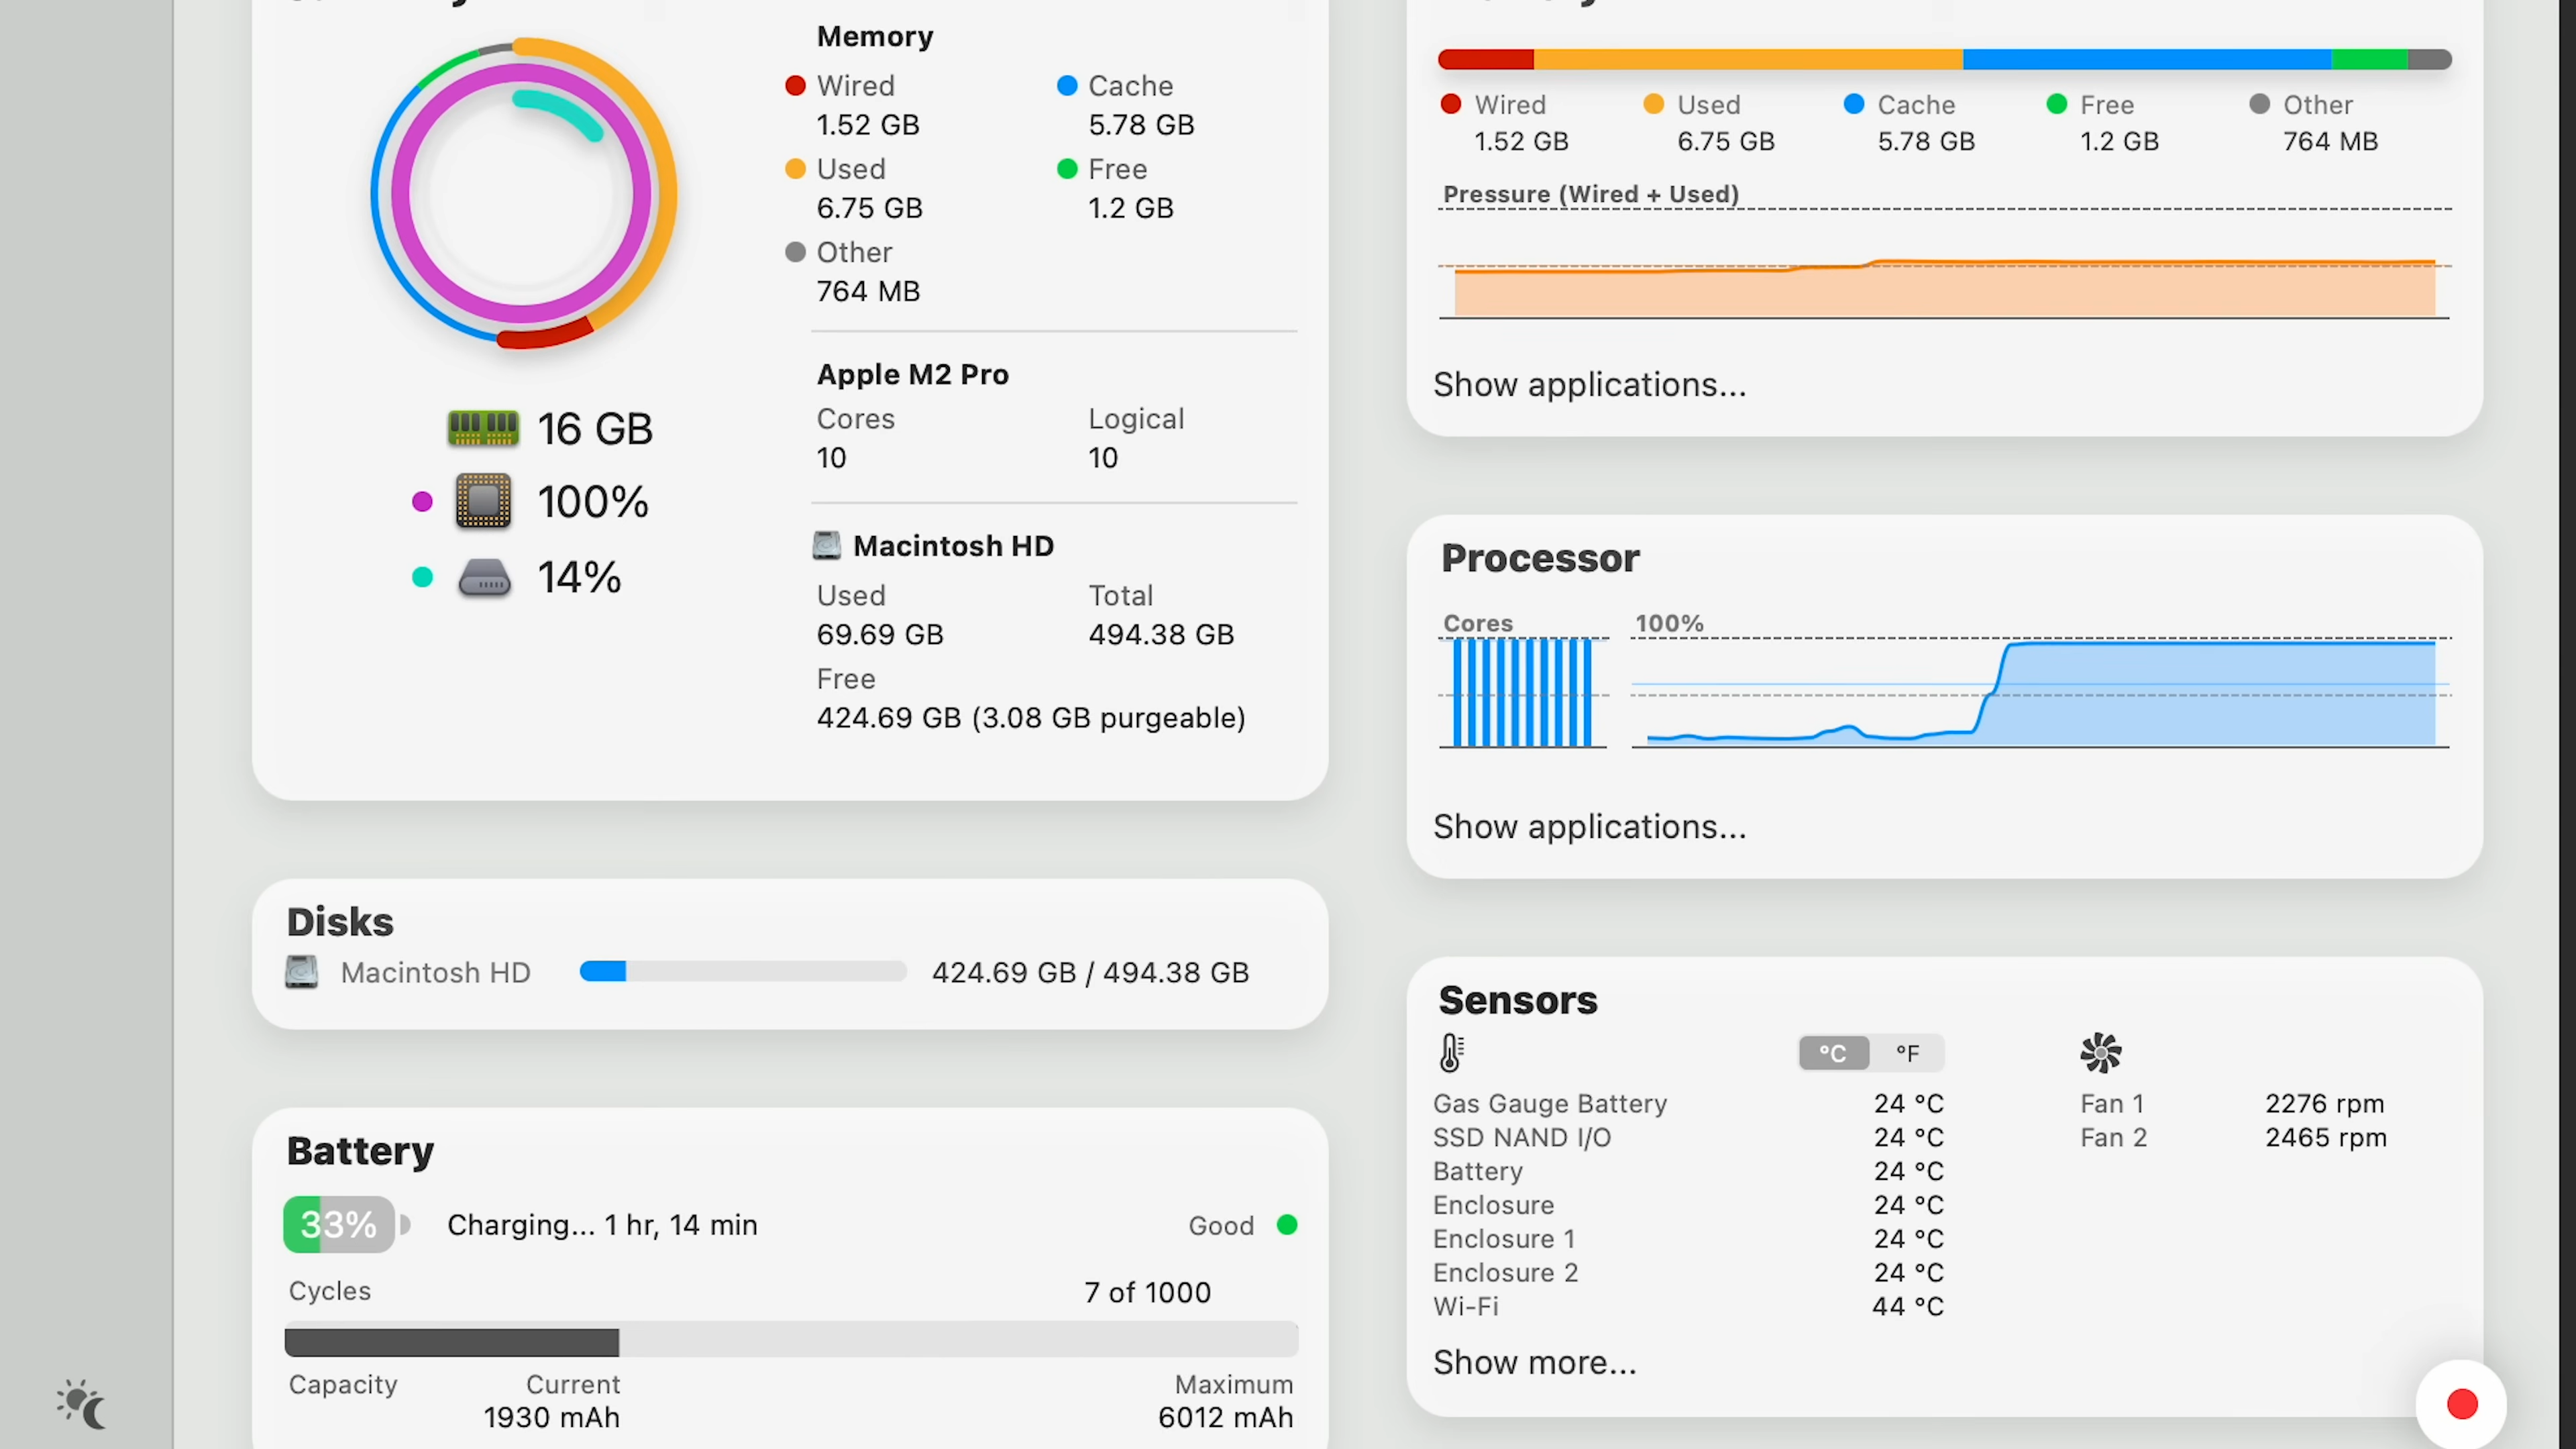 Memory
Wired
Cache
1.52 GB
5.78 GB
Used
Free
6.75 GB
1.2 GB
Other
764 MB
16 GB
100%
14%
Apple M2 Pro
Cores
Logical
10
10
Macintosh HD
Used
Total
69.69 GB
494.38 GB
Free
424.69 GB (3.08 GB purgeable)
Disks
Macintosh HD
424.69 GB / 494.38 GB
Battery
33%
Charging... 1 hr, 14 min
Good
Cycles
7 of 1000
Capacity
Current
Maximum
1930 mAh
6012 mAh
Wired
Used
Cache
Free
Other
1.52 GB
6.75 GB
5.78 GB
1.2 GB
764 MB
Pressure (Wired + Used)
Show applications...
Processor
Cores
100%
Show applications...
Sensors
°C
°F
Gas Gauge Battery 24 °C
Fan 1 2276 rpm
SSD NAND I/O 24 °C
Fan 2 2465 rpm
Battery 24 °C
Enclosure 24 °C
Enclosure 1 24 °C
Enclosure 2 24 °C
Wi-Fi 44 °C
Show more...